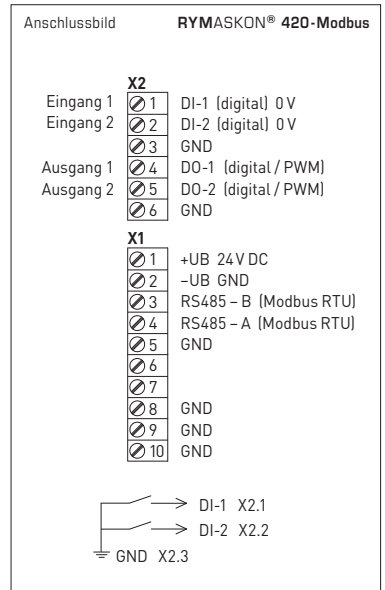 Anschlussbild RYMASKON® 420-Modbus
X2
Eingang 1 1 DI-1 (digital) 0 V
Eingang 2 2 DI-2 (digital) 0 V
3 GND
Ausgang 1 4 DO-1 (digital / PWM)
Ausgang 2 5 DO-2 (digital / PWM)
6 GND
X1
1 +UB 24 V DC
2 –UB GND
3 RS485 – B (Modbus RTU)
4 RS485 – A (Modbus RTU)
5 GND
6
7
8 GND
9 GND
10 GND
DI-1 X2.1
DI-2 X2.2
GND X2.3